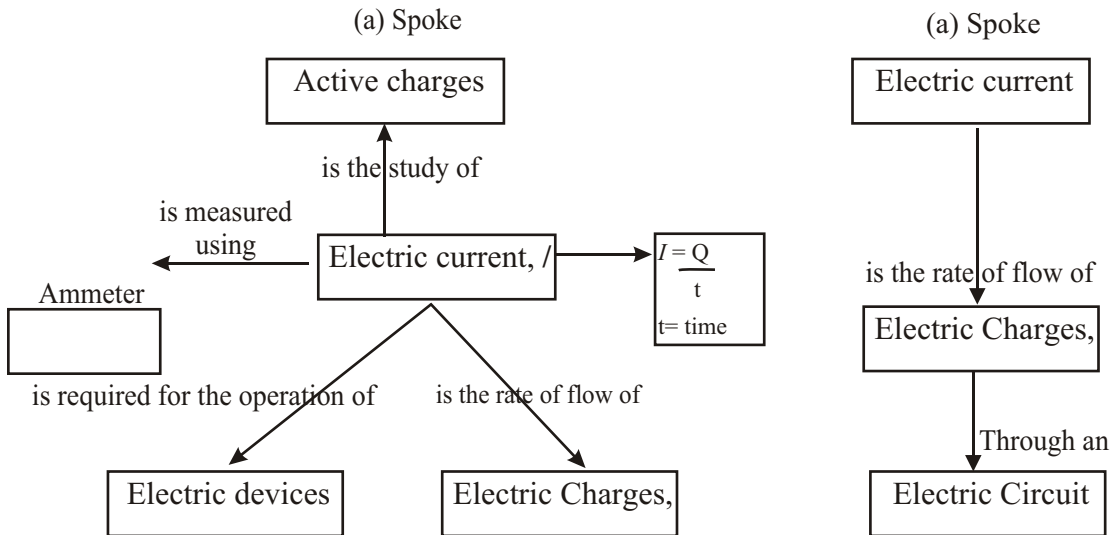 (a) Spoke
Active charges
is the study of
is measured
using
Electric current, /
I = Q
t
t= time
Ammeter
is required for the operation of
is the rate of flow of
Electric devices
Electric Charges,
(a) Spoke
Electric current
is the rate of flow of
Electric Charges,
Through an
Electric Circuit